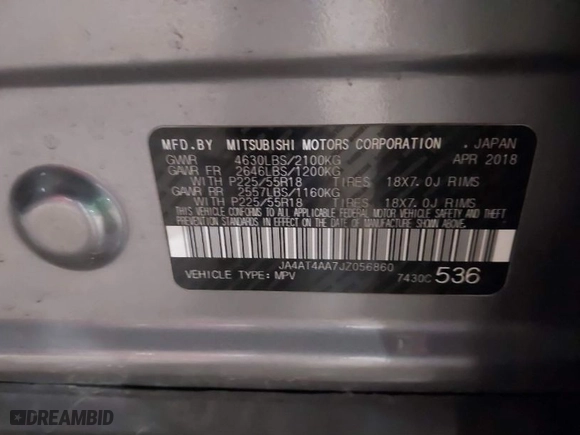 MFD.BY MITSUBISHI MOTORS CORPORATION . JAPAN
GVWR 4630LBS/2100KG APR 2018
GAWR FR 2646LBS/1200KG
WITH P225/55R18 TIRES 18X7.0J RIMS
GAWR RR 2557LBS/1160KG
WITH P225/55R18 TIRES 18X7.0J RIMS
THIS VEHICLE CONFORMS TO ALL APPLICABLE FEDERAL MOTOR VEHICLE SAFETY AND THEFT
PREVENTION STANDARDS IN EFFECT ON THE DATE OF MANUFACTURE SHOWN ABOVE.
JA4AT4AA7JZ056860
VEHICLE TYPE: MPV 7430C 536
DREAMBID